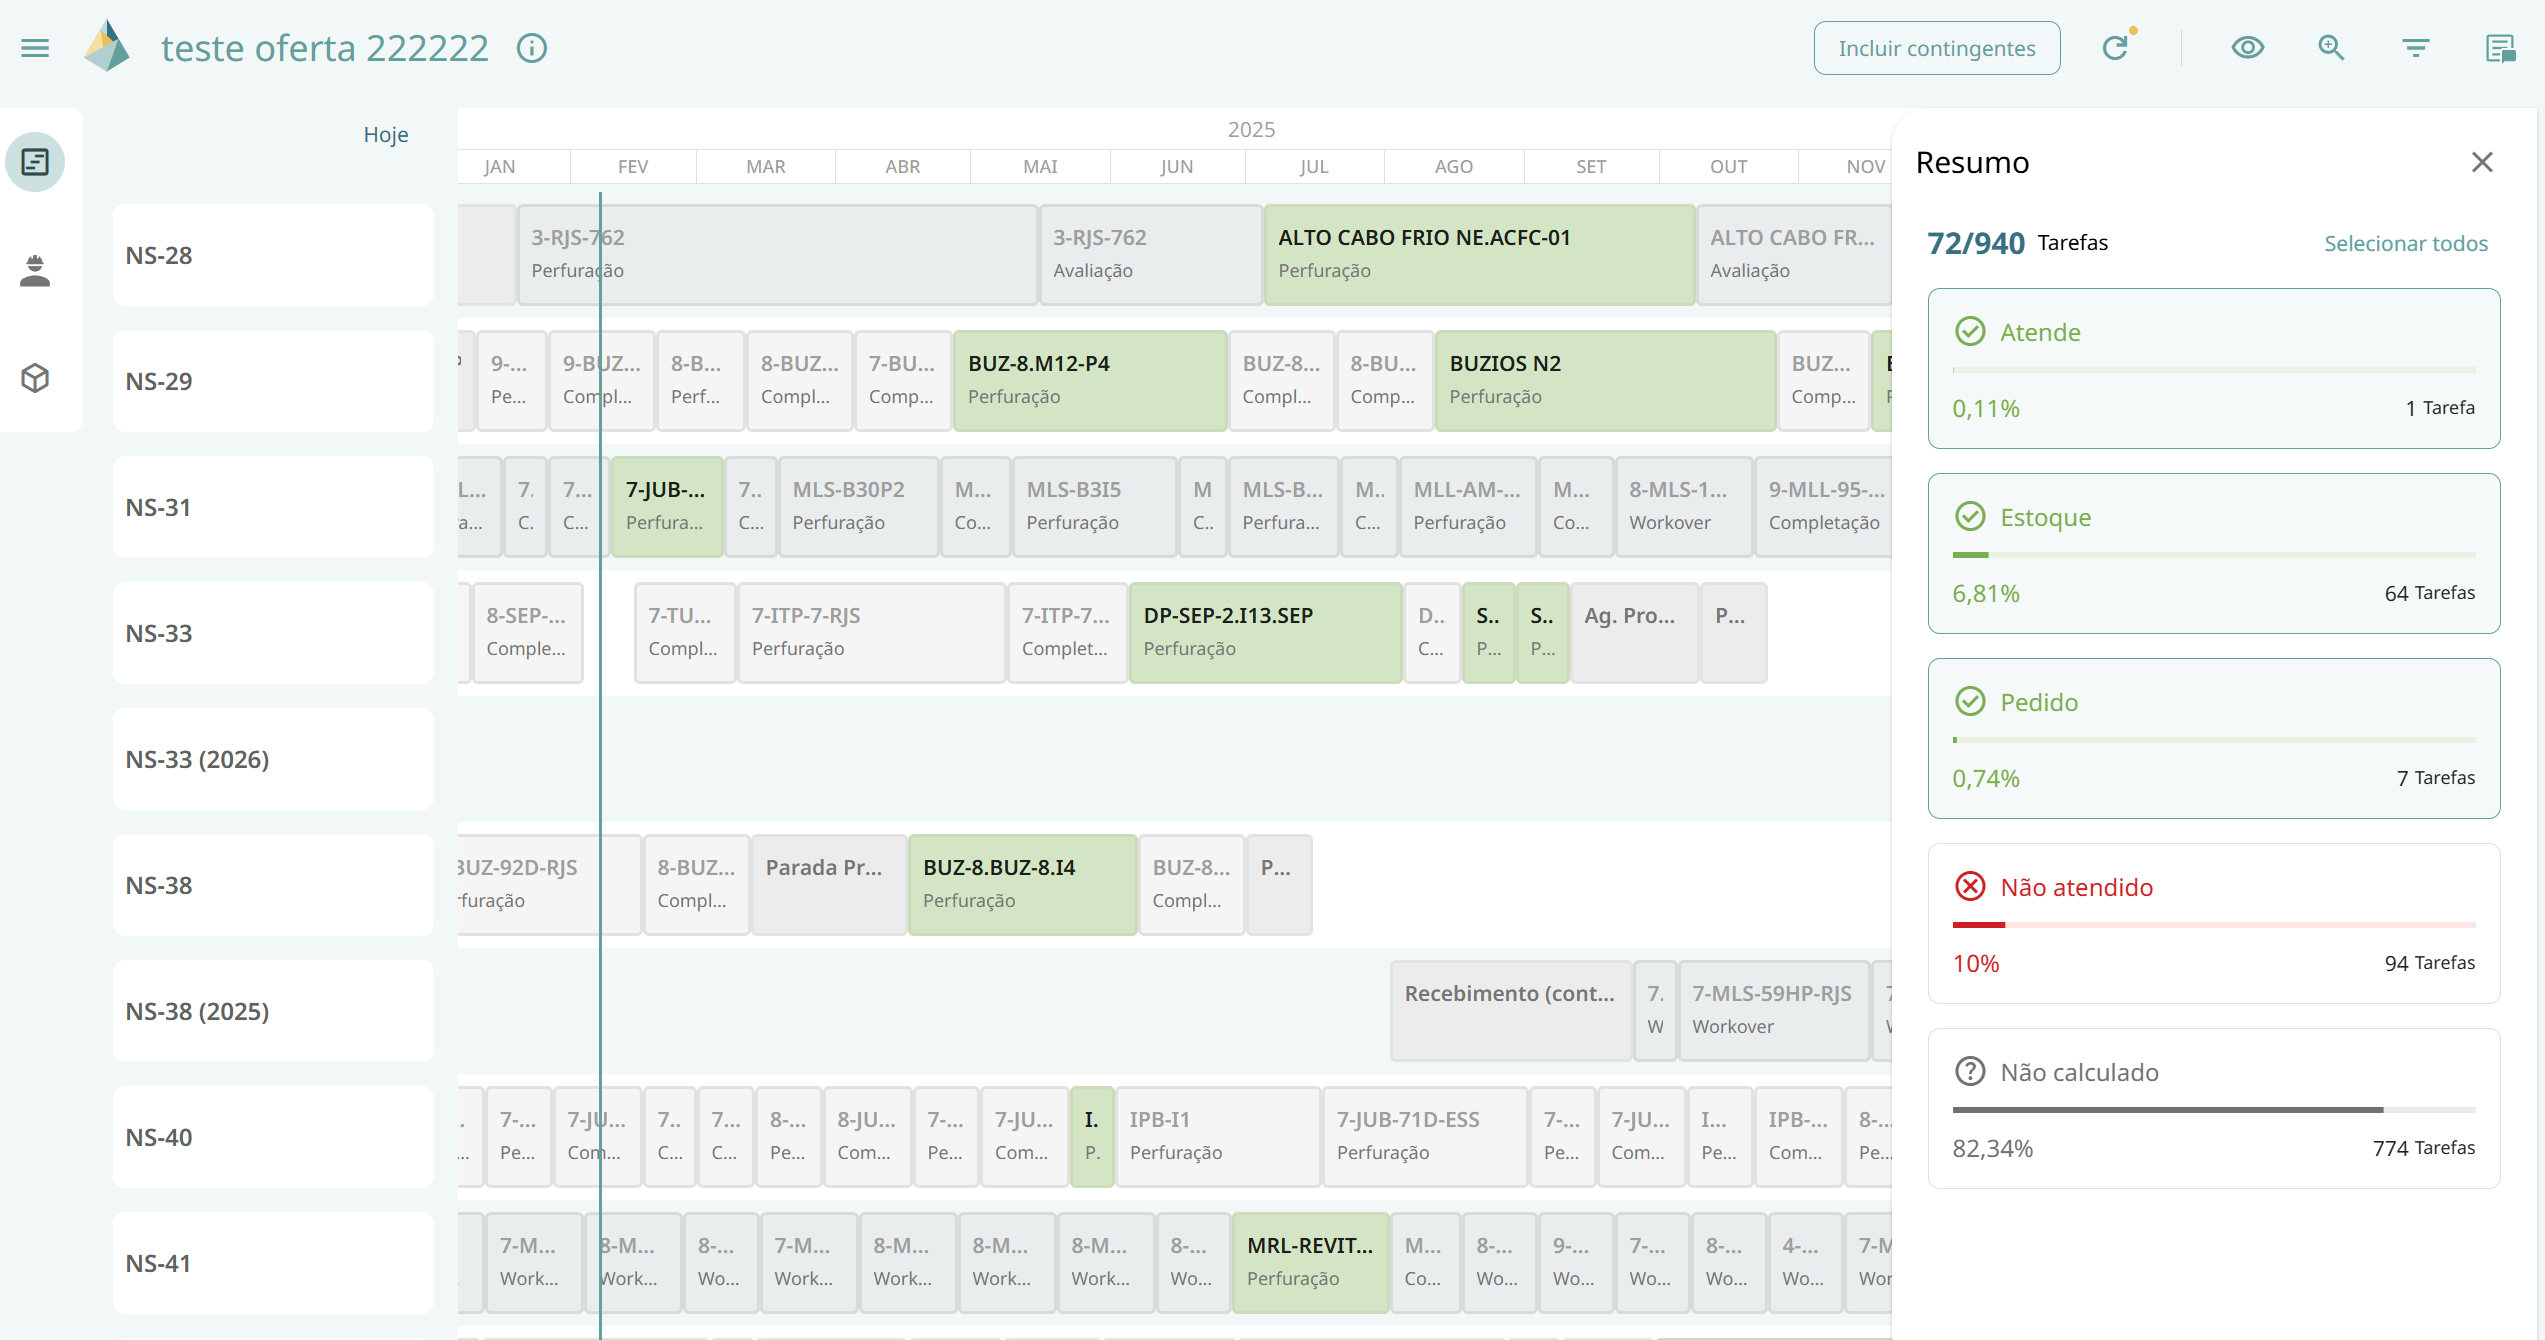 teste oferta 222222
Incluir contingentes
Hoje
2025
JAN FEV MAR ABR MAI JUN JUL AGO SET OUT NOV
NS-28
3-RJS-762
Perfuração
3-RJS-762
Avaliação
ALTO CABO FRIO NE.ACFC-01
Perfuração
ALTO CABO FR...
Avaliação
NS-29
9-...
Pe...
9-BUZ...
Compl...
8-B...
Perf...
8-BUZ...
Compl...
7-BU...
Comp...
BUZ-8.M12-P4
Perfuração
BUZ-8...
Compl...
8-BU...
Comp...
BUZIOS N2
Perfuração
BUZ...
Comp...
NS-31
L...
a...
7.
C.
7...
C...
7-JUB-...
Perfura...
7..
C...
MLS-B30P2
Perfuração
M...
Co...
MLS-B3I5
Perfuração
M
C..
MLS-B...
Perfura...
M..
C...
MLL-AM-...
Perfuração
M...
Co...
8-MLS-1...
Workover
9-MLL-95-...
Completação
NS-33
8-SEP-...
Comple...
7-TU...
Compl...
7-ITP-7-RJS
Perfuração
7-ITP-7...
Complet...
DP-SEP-2.I13.SEP
Perfuração
D..
C...
S..
P...
S..
P...
Ag. Pro...
P...
NS-33 (2026)
NS-38
BUZ-92D-RJS
rfuração
8-BUZ...
Compl...
Parada Pr...
BUZ-8.BUZ-8.I4
Perfuração
BUZ-8...
Compl...
P...
NS-38 (2025)
Recebimento (cont...
7.
W
7-MLS-59HP-RJS
Workover
NS-40
7-...
Pe...
7-JU...
Com...
7..
C...
7...
C...
8-...
Pe...
8-JU...
Com...
7-...
Pe...
7-JU...
Com...
I.
P.
IPB-I1
Perfuração
7-JUB-71D-ESS
Perfuração
7-...
Pe...
7-JU...
Com...
I...
Pe...
IPB-...
Com...
8-...
Pe...
NS-41
7-M...
Work...
8-M...
Work...
8-...
Wo...
7-M...
Work...
8-M...
Work...
8-M...
Work...
8-M...
Work...
8-...
Wo...
MRL-REVIT...
Perfuração
M...
Co...
8-...
Wo...
9-...
Wo...
7-...
Wo...
8-...
Wo...
4-...
Wo...
7-M
Wor
Resumo
72/940 Tarefas
Selecionar todos
Atende
0,11% 1 Tarefa
Estoque
6,81% 64 Tarefas
Pedido
0,74% 7 Tarefas
Não atendido
10% 94 Tarefas
Não calculado
82,34% 774 Tarefas